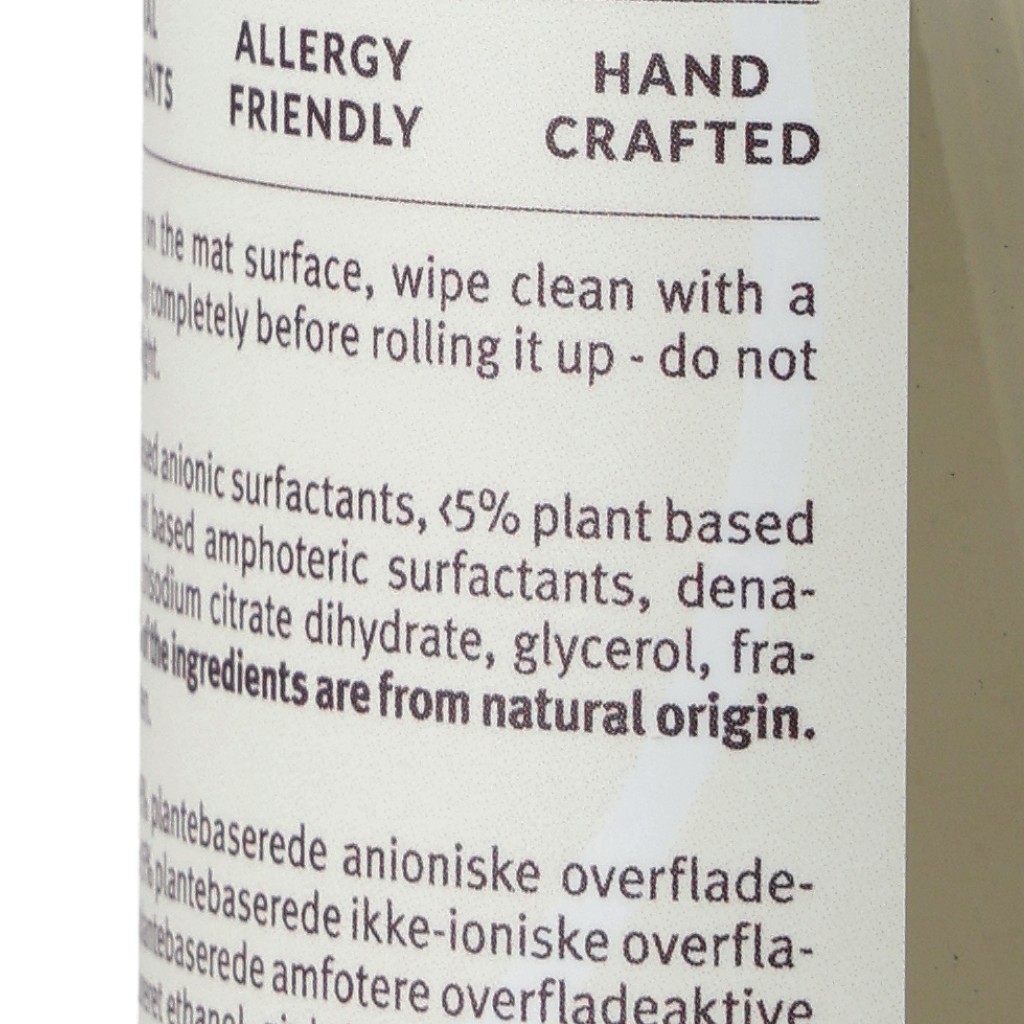 ALLERGY
FRIENDLY
HAND
CRAFTED
on the mat surface, wipe clean with a
completely before rolling it up - do not
anionic surfactants, <5% plant based
based amphoteric surfactants, dena-
citrate dihydrate, glycerol, fra-
of the ingredients are from natural origin.
% plantebaserede anioniske overflade-
plantebaserede ikke-ioniske overfla-
amfotere overfladeaktive
ethanol,